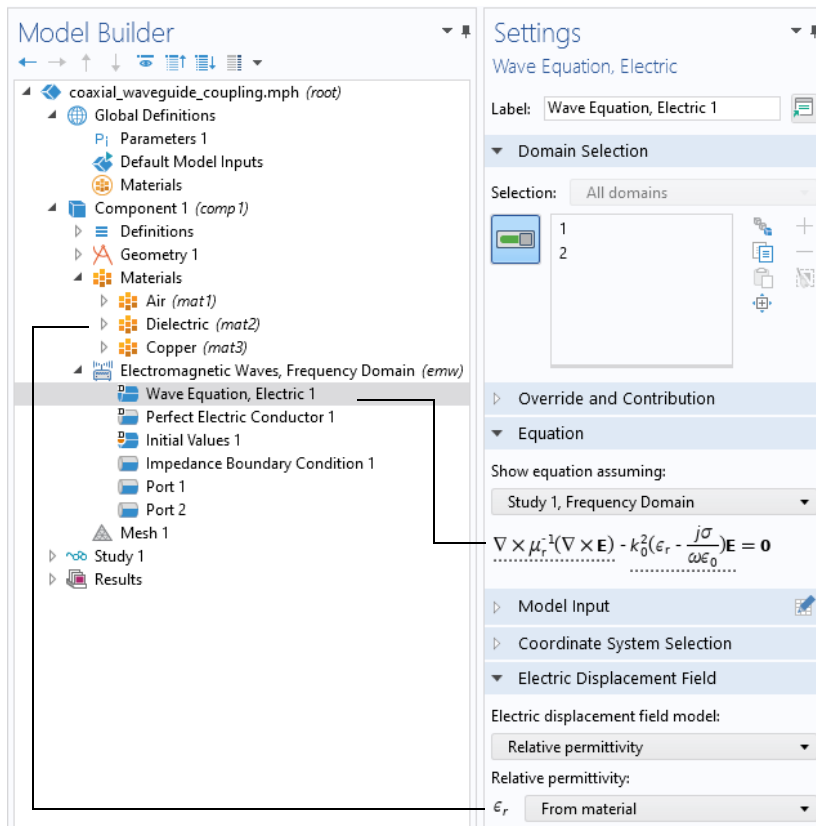 Model Builder
coaxial_waveguide_coupling.mph (root)
Global Definitions
Pi Parameters 1
Default Model Inputs
Materials
Component 1 (comp1)
Definitions
Geometry 1
Materials
Air (mat1)
Dielectric (mat2)
Copper (mat3)
Electromagnetic Waves, Frequency Domain (emw)
Wave Equation, Electric 1
Perfect Electric Conductor 1
Initial Values 1
Impedance Boundary Condition 1
Port 1
Port 2
Mesh 1
Study 1
Results
Settings
Wave Equation, Electric
Label: Wave Equation, Electric 1
Domain Selection
Selection: All domains
1
2
Override and Contribution
Equation
Show equation assuming:
Study 1, Frequency Domain
∇ × μr⁻¹(∇ × E) - k₀²(ϵr - jσ/ωϵ₀)E = 0
Model Input
Coordinate System Selection
Electric Displacement Field
Electric displacement field model:
Relative permittivity
Relative permittivity:
ϵr From material